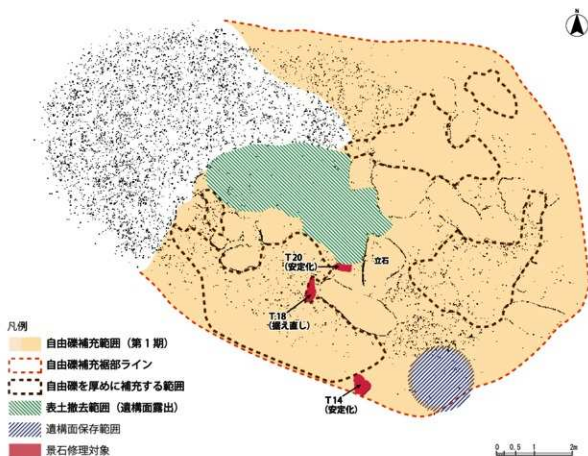 N
T20
(安定化)
立石
T18
(据え直し)
T14
(安定化)
凡例
自由礫補充範囲（第1期）
自由礫補充裾部ライン
自由礫を厚めに補充する範囲
表土撤去範囲（遺構面露出）
遺構面保存範囲
景石修理対象
0 0.5 1 2m